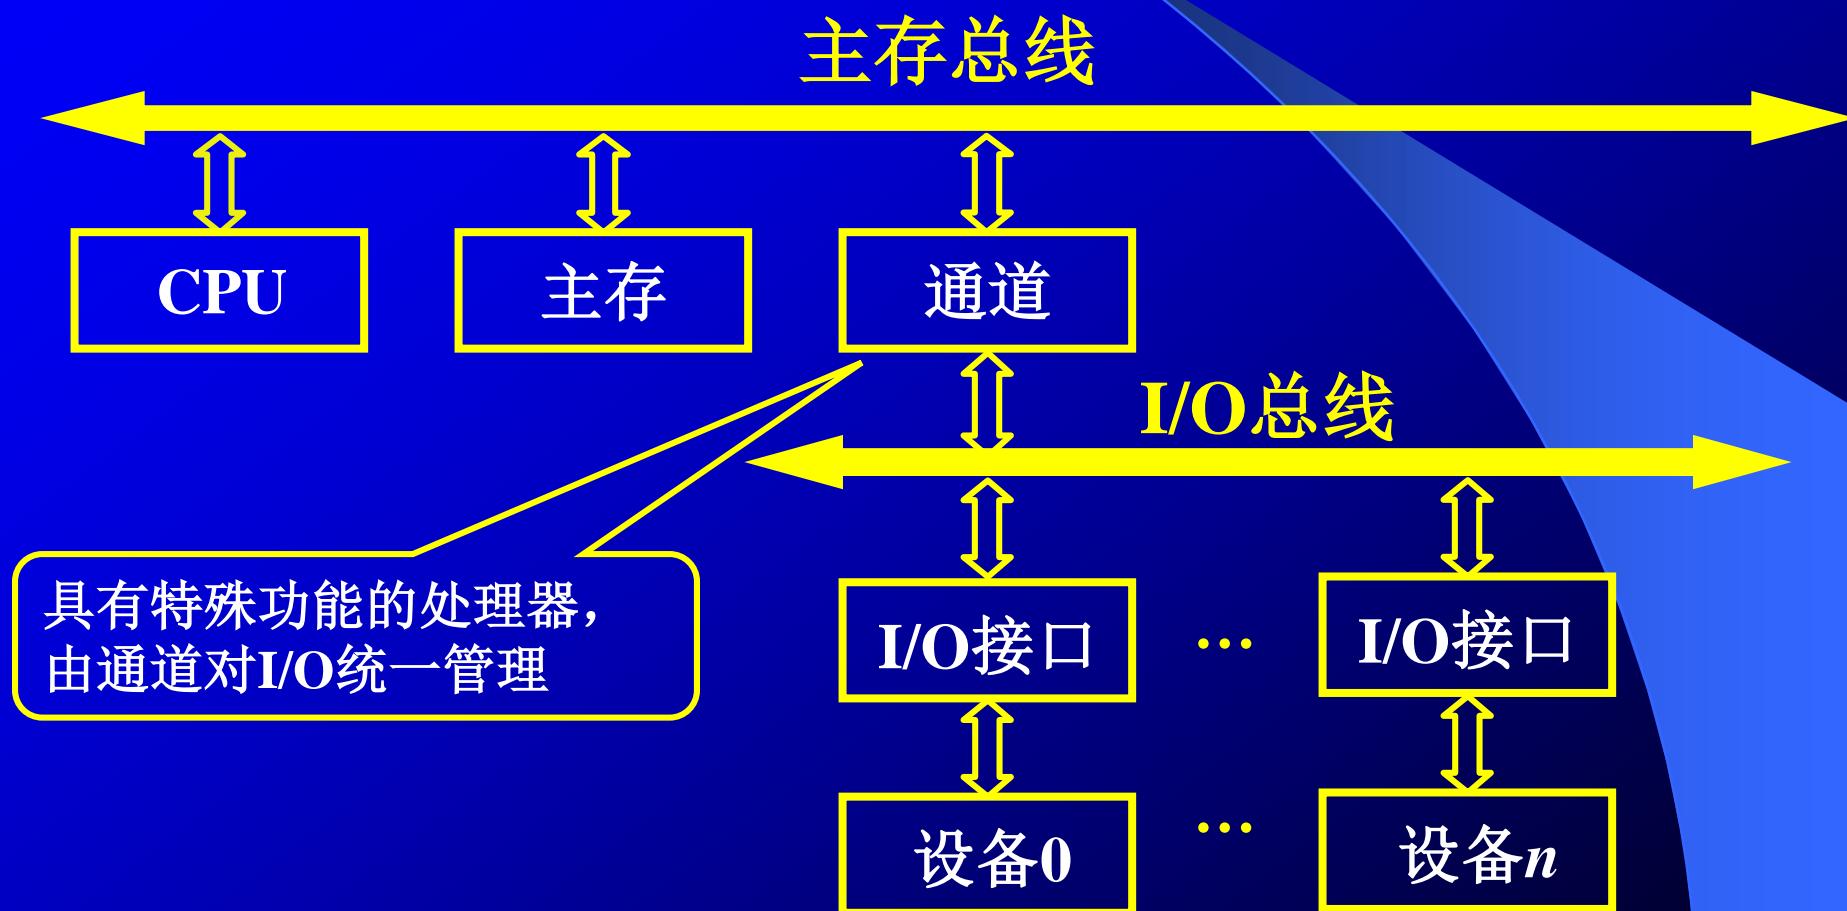 主存总线
CPU
主存
通道
I/O总线
具有特殊功能的处理器，
由通道对I/O统一管理
I/O接口
…
I/O接口
设备0
…
设备n